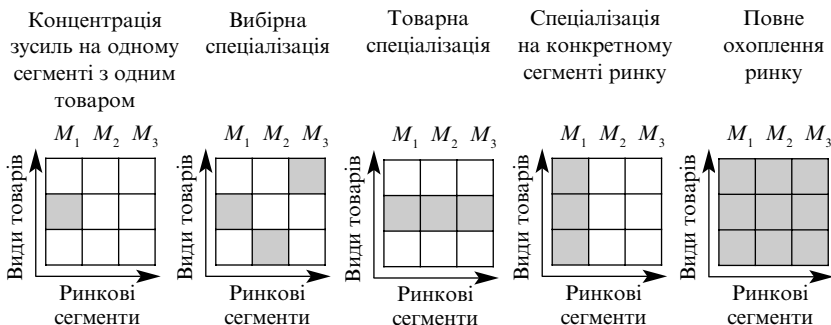 Концентрація
зусиль на одному
сегменті з одним
товаром
M1 M2 M3
Види товарів
Ринкові
сегменти
Вибірна
спеціалізація
M1 M2 M3
Види товарів
Ринкові
сегменти
Товарна
спеціалізація
M1 M2 M3
Види товарів
Ринкові
сегменти
Спеціалізація
на конкретному
сегменті ринку
M1 M2 M3
Види товарів
Ринкові
сегменти
Повне
охоплення
ринку
M1 M2 M3
Види товарів
Ринкові
сегменти